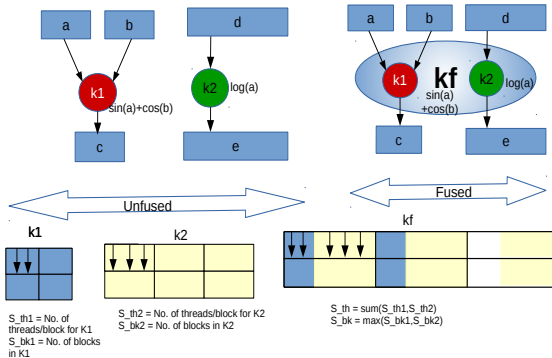 a
b
d
k1
k2
log(a)
sin(a)+cos(b)
c
e
a
b
d
k1
kf
k2
log(a)
sin(a)
+cos(b)
c
e
Unfused
Fused
k1
k2
kf
S_th1 = No. of
threads/block for K1
S_bk1 = No. of blocks
in K1
S_th2 = No. of threads/block for K2
S_bk2 = No. of blocks in K2
S_th = sum(S_th1,S_th2)
S_bk = max(S_bk1,S_bk2)